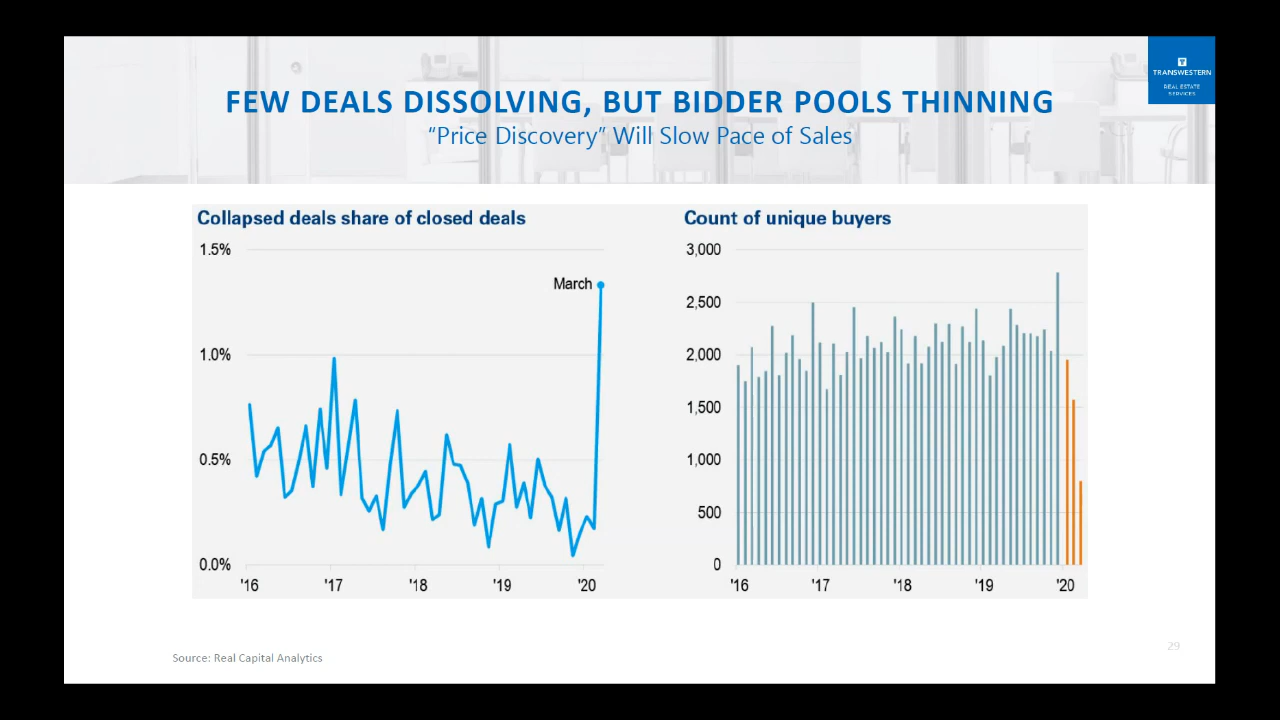 TRANSWESTERN
REAL ESTATE
SERVICES
FEW DEALS DISSOLVING, BUT BIDDER POOLS THINNING
“Price Discovery” Will Slow Pace of Sales
Collapsed deals share of closed deals
1.5%
March
1.0%
0.5%
0.0%
'16 '17 '18 '19 '20
Count of unique buyers
3,000
2,500
2,000
1,500
1,000
500
0
'16 '17 '18 '19 '20
Source: Real Capital Analytics
29